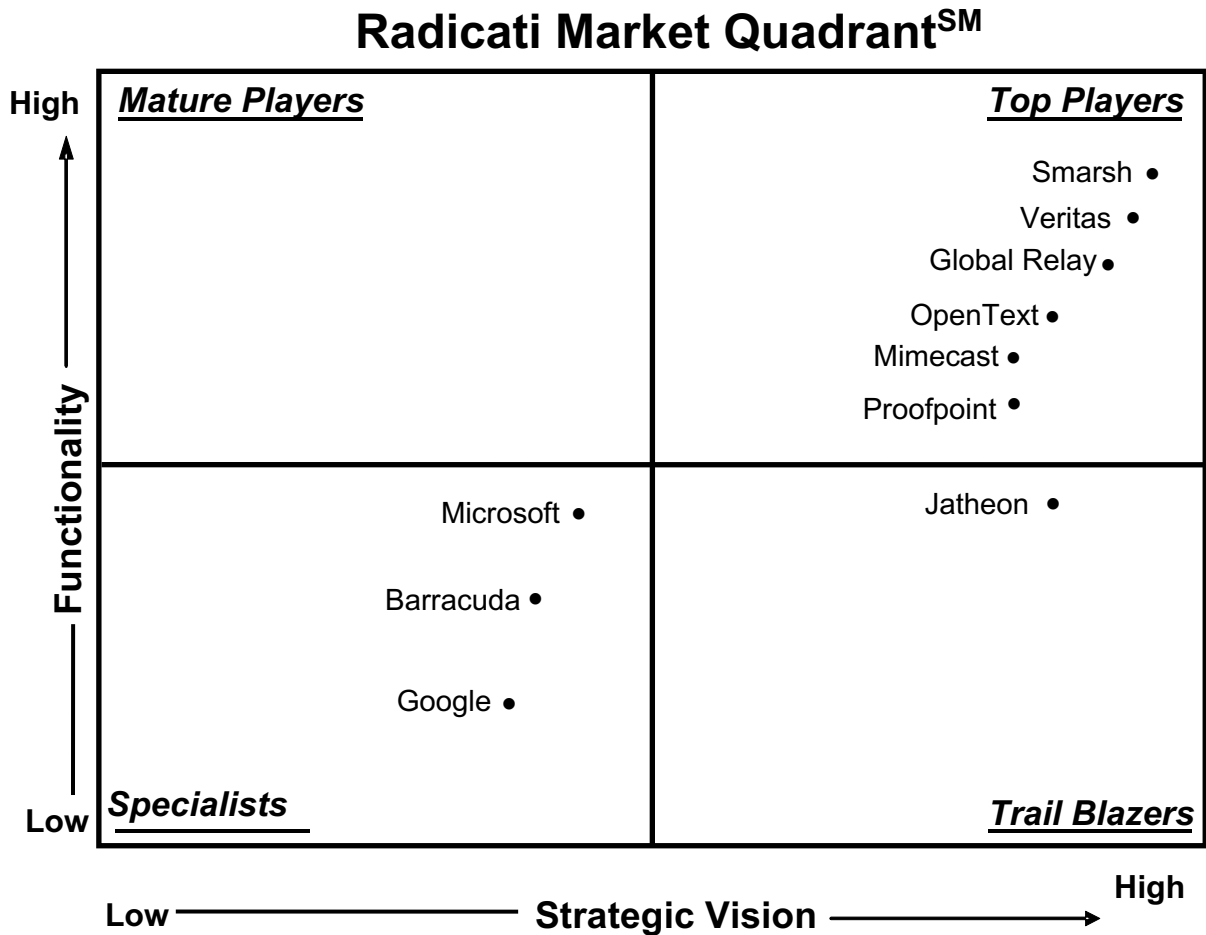 Radicati Market Quadrant℠
High
Mature Players
Top Players
Smarsh
Veritas
Global Relay
OpenText
Mimecast
Proofpoint
Functionality
Microsoft
Jatheon
Barracuda
Google
Specialists
Low
Trail Blazers
High
Low
Strategic Vision